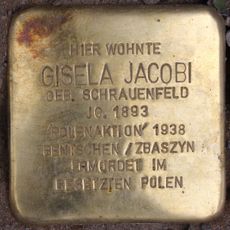 HIER WOHNTE
GISELA JACOBI
GEB. SCHRAUENFELD
JG. 1893
'POLENAKTION' 1938
BENTSCHEN / ZBASZYN
ERMORDET IM
BESETZTEN POLEN